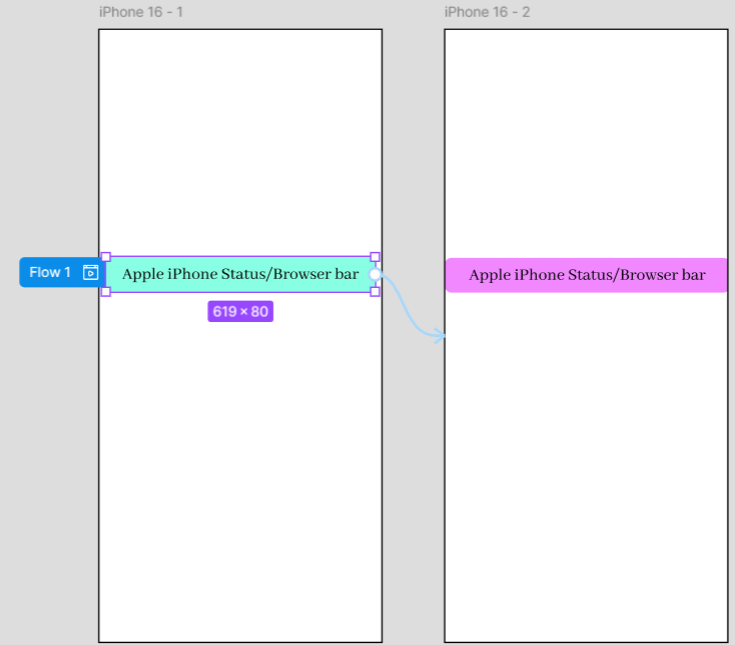 iPhone 16 - 1
iPhone 16 - 2
Flow 1
Apple iPhone Status/Browser bar
Apple iPhone Status/Browser bar
619 × 80